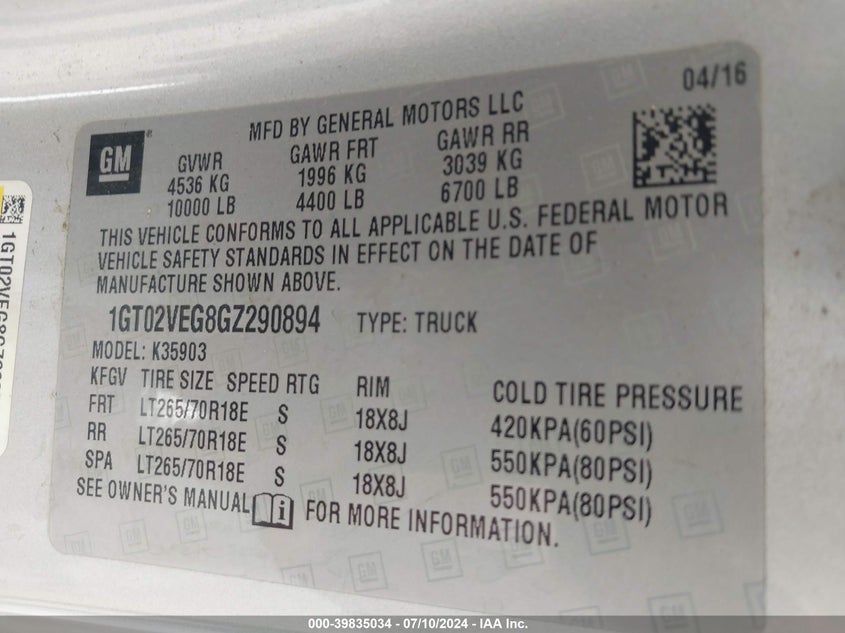 04/16
MFD BY GENERAL MOTORS LLC
GM
GVWR GAWR FRT GAWR RR
4536 KG 1996 KG 3039 KG
10000 LB 4400 LB 6700 LB
THIS VEHICLE CONFORMS TO ALL APPLICABLE U.S. FEDERAL MOTOR
VEHICLE SAFETY STANDARDS IN EFFECT ON THE DATE OF
MANUFACTURE SHOWN ABOVE.
1GT02VEG8GZ290894 TYPE: TRUCK
MODEL: K35903
KFGV TIRE SIZE SPEED RTG RIM COLD TIRE PRESSURE
FRT LT265/70R18E S 18X8J 420KPA(60PSI)
RR LT265/70R18E S 18X8J 550KPA(80PSI)
SPA LT265/70R18E S 18X8J 550KPA(80PSI)
SEE OWNER'S MANUAL i FOR MORE INFORMATION.
000-39835034 - 07/10/2024 - IAA Inc.